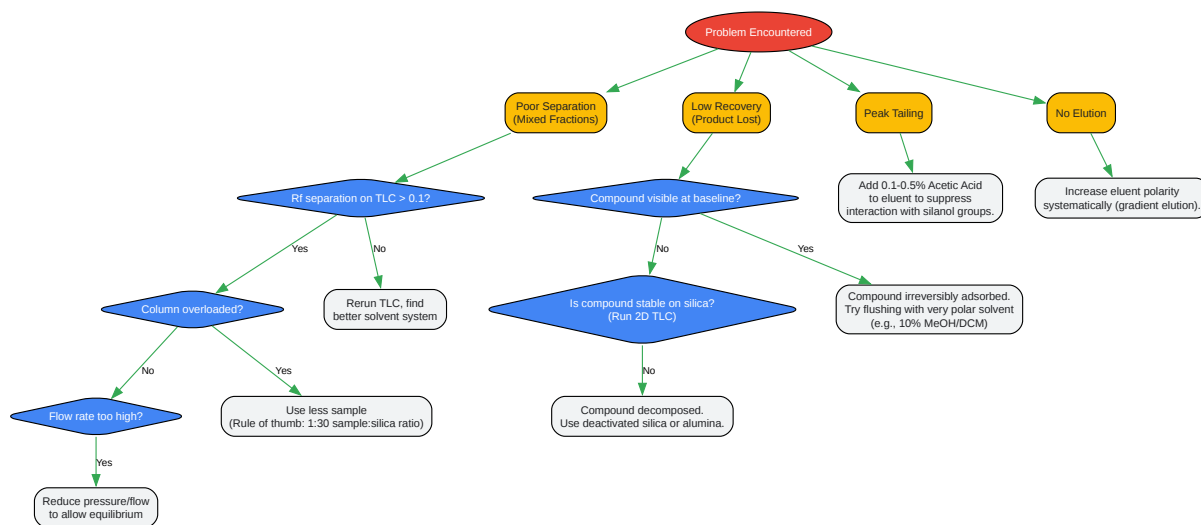 Problem Encountered
Poor Separation
(Mixed Fractions)
Low Recovery
(Product Lost)
Peak Tailing
No Elution
Rf separation on TLC > 0.1?
Compound visible at baseline?
Add 0.1-0.5% Acetic Acid
to eluent to suppress
interaction with silanol groups.
Increase eluent polarity
systematically (gradient elution).
Yes
No
No
Yes
Column overloaded?
Rerun TLC, find
better solvent system
Is compound stable on silica?
(Run 2D TLC)
Compound irreversibly adsorbed.
Try flushing with very polar solvent
(e.g., 10% MeOH/DCM)
No
Yes
No
Flow rate too high?
Use less sample
(Rule of thumb: 1:30 sample:silica ratio)
Compound decomposed.
Use deactivated silica or alumina.
Yes
Reduce pressure/flow
to allow equilibrium